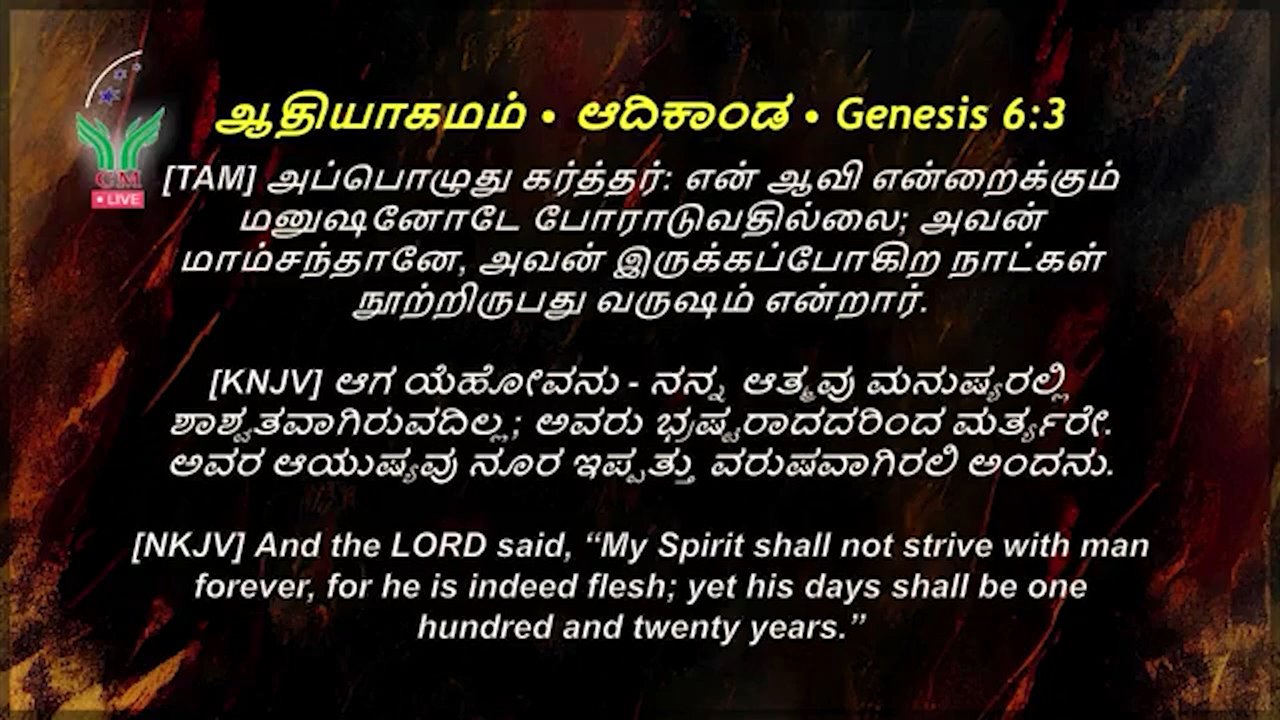 ஆதியாகமம் • ಆದಿಕಾಂಡ • Genesis 6:3
GM
• LIVE
[TAM] அப்பொழுது கர்த்தர்: என் ஆவி என்றைக்கும்
மனுஷனோடே போராடுவதில்லை; அவன்
மாம்சந்தானே, அவன் இருக்கப்போகிற நாட்கள்
நூற்றிருபது வருஷம் என்றார்.
[KNJV] ಆಗ ಯೆಹೋವನು - ನನ್ನ ಆತ್ಮವು ಮನುಷ್ಯರಲ್ಲಿ
ಶಾಶ್ವತವಾಗಿರುವದಿಲ್ಲ; ಅವರು ಭ್ರಷ್ಟರಾದದರಿಂದ ಮರ್ತ್ಯರೇ.
ಅವರ ಆಯುಷ್ಯವು ನೂರ ಇಪ್ಪತ್ತು ವರುಷವಾಗಿರಲಿ ಅಂದನು.
[NKJV] And the LORD said, “My Spirit shall not strive with man
forever, for he is indeed flesh; yet his days shall be one
hundred and twenty years.”